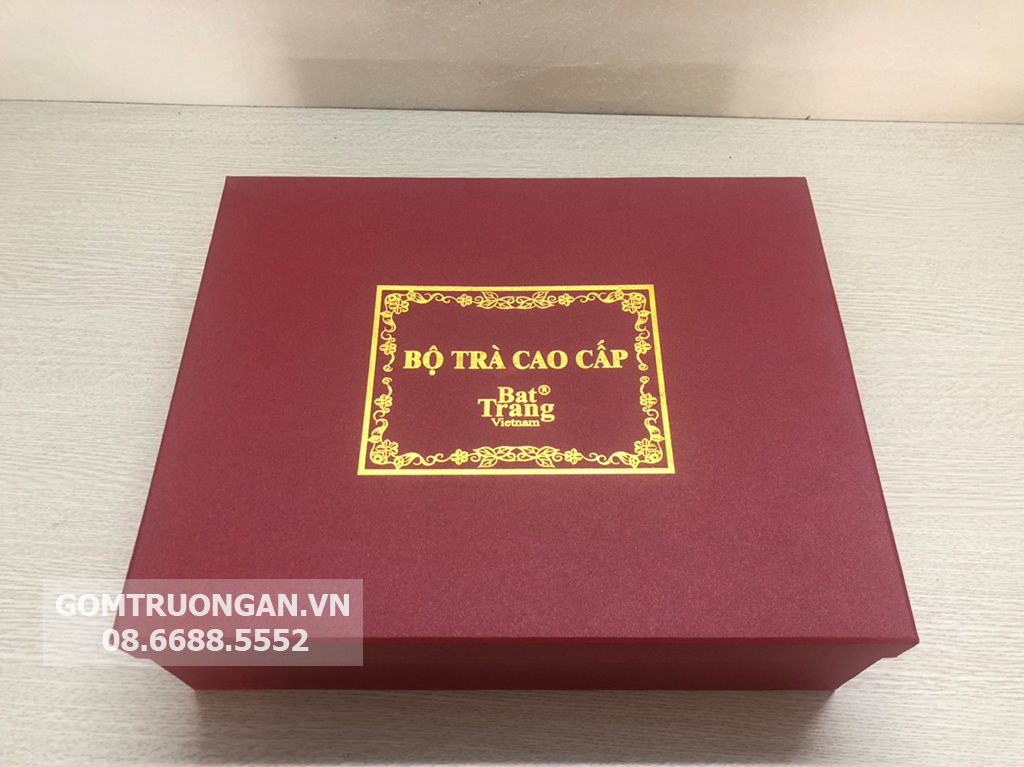 BỘ TRÀ CAO CẤP
Bat®
Trang
Vietnam
GOMTRUONGAN.VN
08.6688.5552